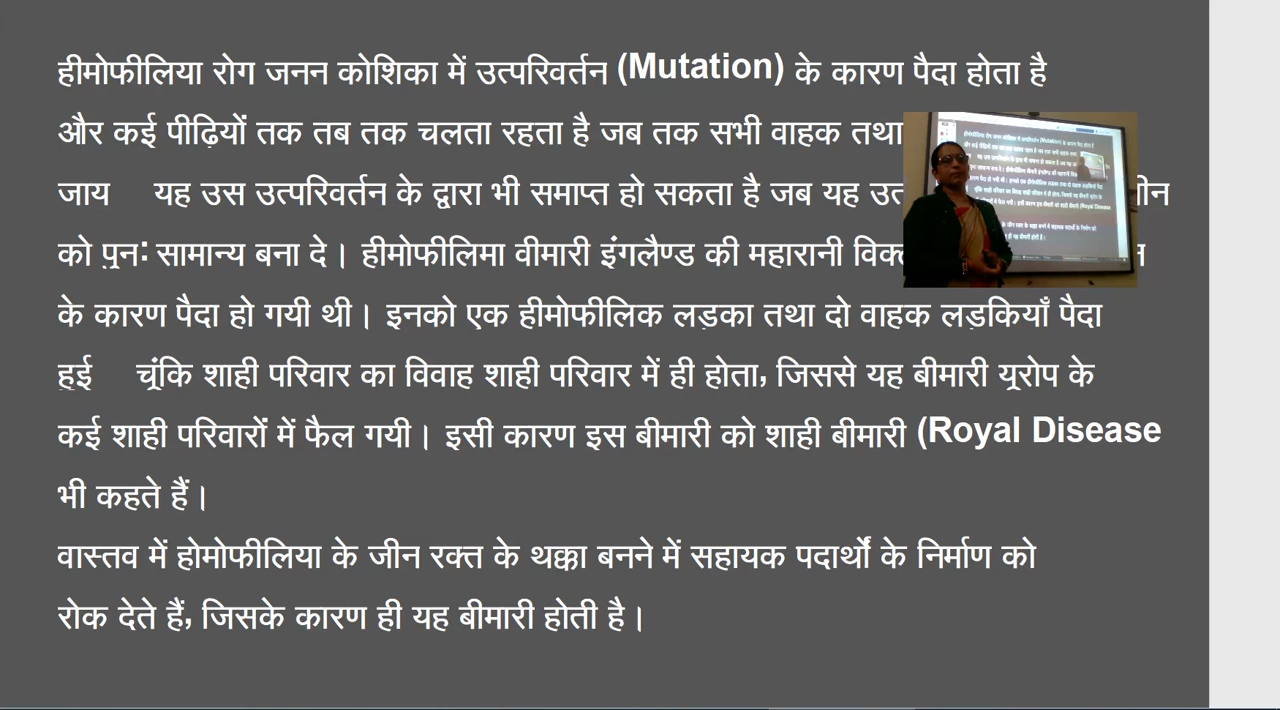 हीमोफीलिया रोग जनन कोशिका में उत्परिवर्तन (Mutation) के कारण पैदा होता है
और कई पीढ़ियों तक तब तक चलता रहता है जब तक सभी वाहक तथा
जाय यह उस उत्परिवर्तन के द्वारा भी समाप्त हो सकता है जब यह
को पुन: सामान्य बना दे। हीमोफीलिमा वीमारी इंगलैण्ड की महारानी
के कारण पैदा हो गयी थी। इनको एक हीमोफीलिक लड़का तथा दो वाहक लड़कियाँ पैदा
हुई चूंकि शाही परिवार का विवाह शाही परिवार में ही होता, जिससे यह बीमारी यूरोप के
कई शाही परिवारों में फैल गयी। इसी कारण इस बीमारी को शाही बीमारी (Royal Disease
भी कहते हैं।
वास्तव में होमोफीलिया के जीन रक्त के थक्का बनने में सहायक पदार्थों के निर्माण को
रोक देते हैं, जिसके कारण ही यह बीमारी होती है।